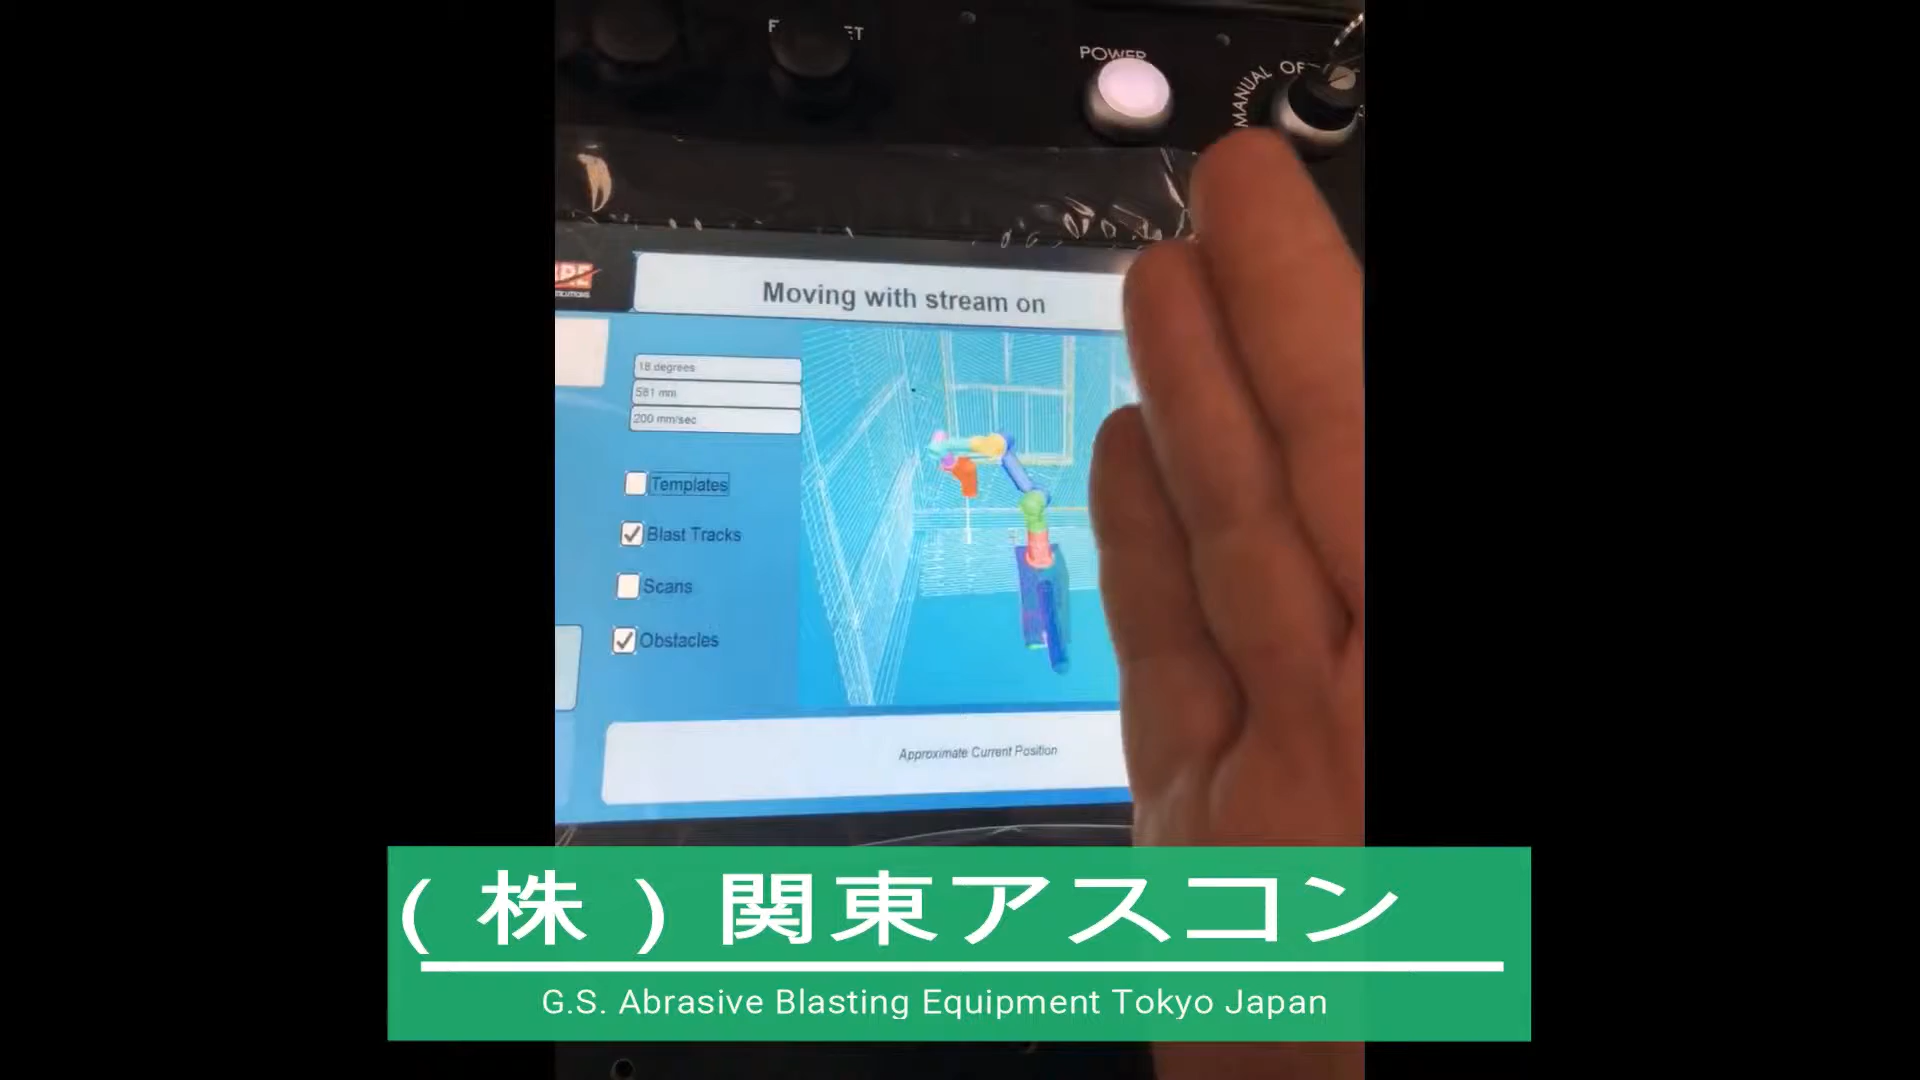 POWER
MANUAL
Moving with stream on
18 degrees
581 mm
200 mm/sec
Templates
Blast Tracks
Scans
Obstacles
Approximate Current Position
(株)関東アスコン
G.S. Abrasive Blasting Equipment Tokyo Japan